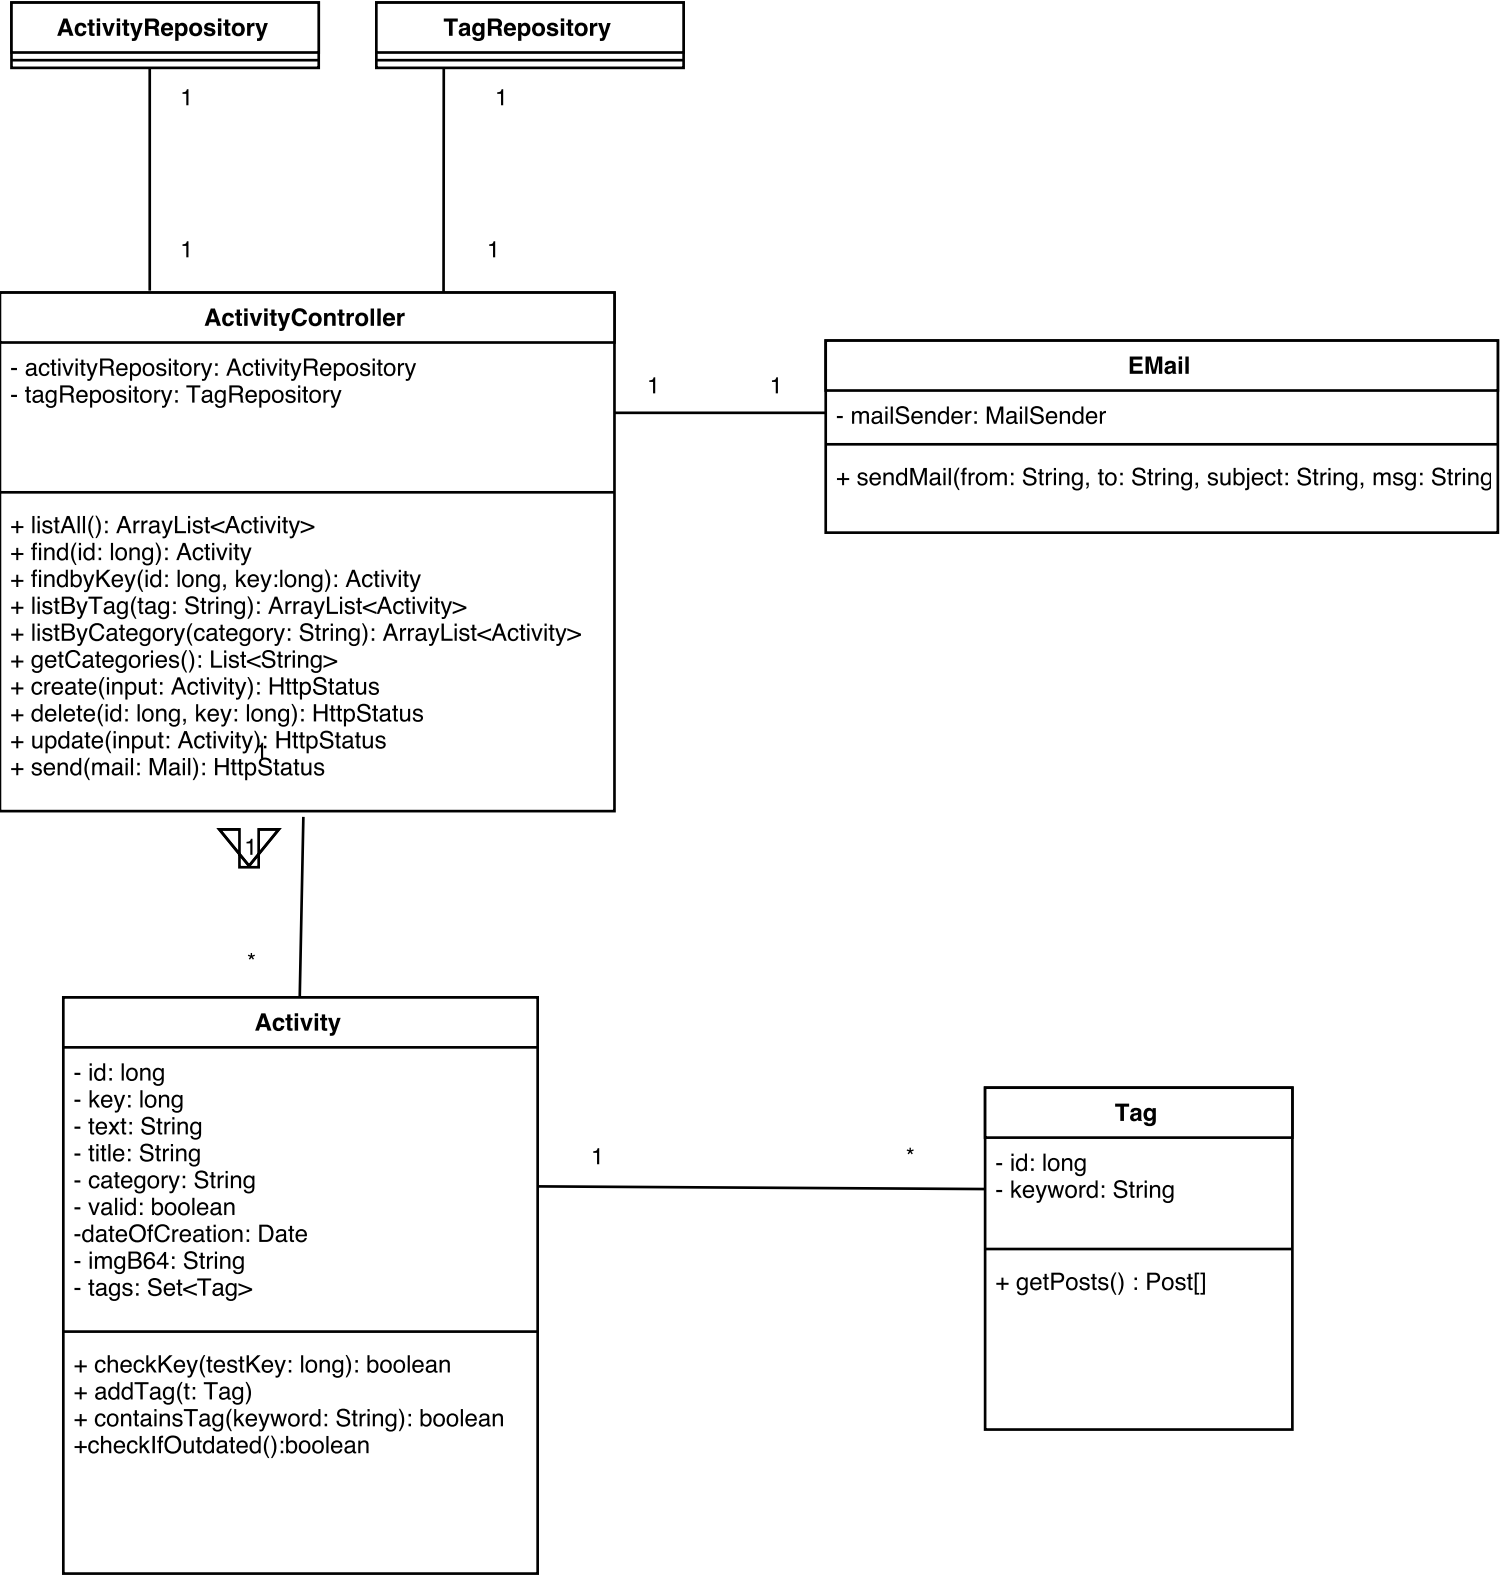 ActivityRepository
TagRepository
1
1
1
1
ActivityController
- activityRepository: ActivityRepository
- tagRepository: TagRepository
+ listAll(): ArrayList<Activity>
+ find(id: long): Activity
+ findbyKey(id: long, key:long): Activity
+ listByTag(tag: String): ArrayList<Activity>
+ listByCategory(category: String): ArrayList<Activity>
+ getCategories(): List<String>
+ create(input: Activity): HttpStatus
+ delete(id: long, key: long): HttpStatus
+ update(input: Activity): HttpStatus
1
+ send(mail: Mail): HttpStatus
1
1
EMail
- mailSender: MailSender
+ sendMail(from: String, to: String, subject: String, msg: String
1
*
Activity
- id: long
- key: long
- text: String
- title: String
- category: String
- valid: boolean
-dateOfCreation: Date
- imgB64: String
- tags: Set<Tag>
+ checkKey(testKey: long): boolean
+ addTag(t: Tag)
+ containsTag(keyword: String): boolean
+checkIfOutdated():boolean
1
*
Tag
- id: long
- keyword: String
+ getPosts() : Post[]